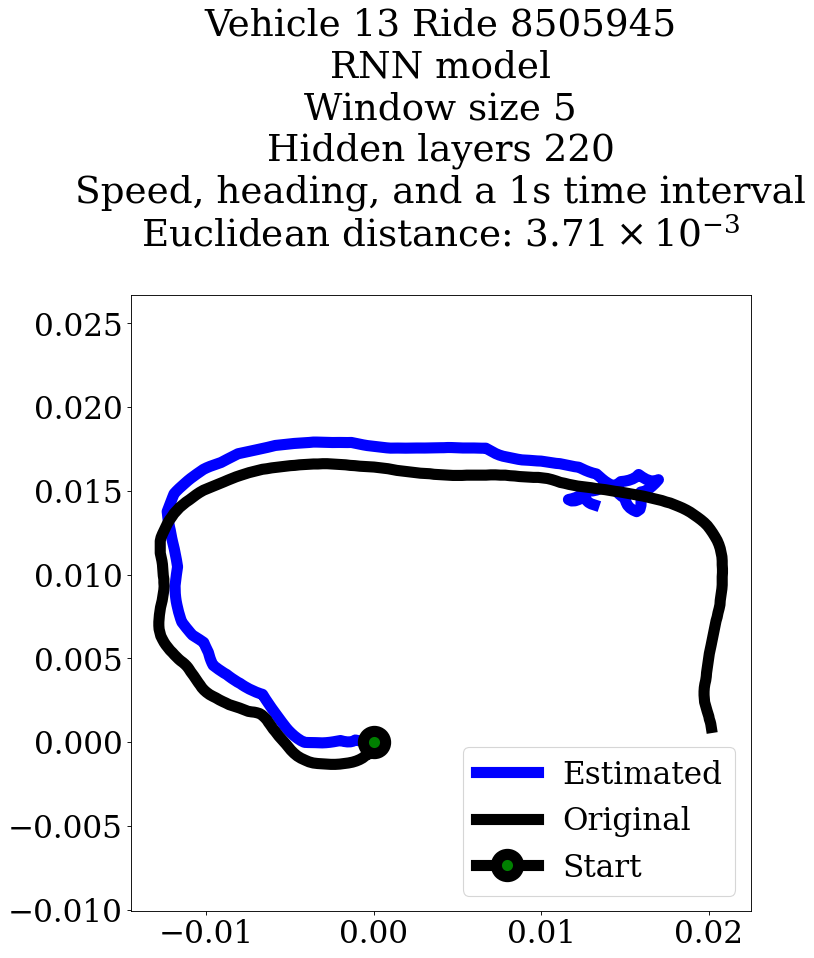 Vehicle 13 Ride 8505945
RNN model
Window size 5
Hidden layers 220
Speed, heading, and a 1s time interval
Euclidean distance: 3.71 × 10⁻³
0.025
0.020
0.015
0.010
0.005
0.000
−0.005
−0.010
−0.01 0.00 0.01 0.02
Estimated
Original
Start